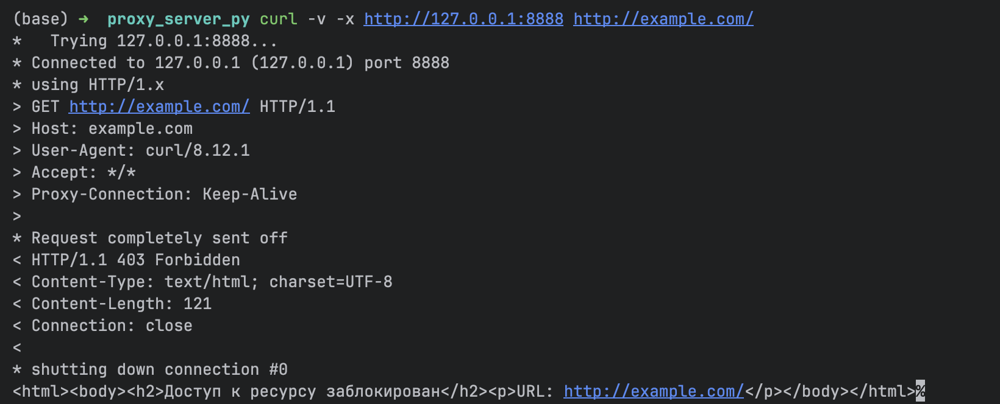 (base) ➜  proxy_server_py curl -v -x http://127.0.0.1:8888 http://example.com/
*   Trying 127.0.0.1:8888...
* Connected to 127.0.0.1 (127.0.0.1) port 8888
* using HTTP/1.x
> GET http://example.com/ HTTP/1.1
> Host: example.com
> User-Agent: curl/8.12.1
> Accept: */*
> Proxy-Connection: Keep-Alive
>
* Request completely sent off
< HTTP/1.1 403 Forbidden
< Content-Type: text/html; charset=UTF-8
< Content-Length: 121
< Connection: close
<
* shutting down connection #0
<html><body><h2>Доступ к ресурсу заблокирован</h2><p>URL: http://example.com/</p></body></html>%